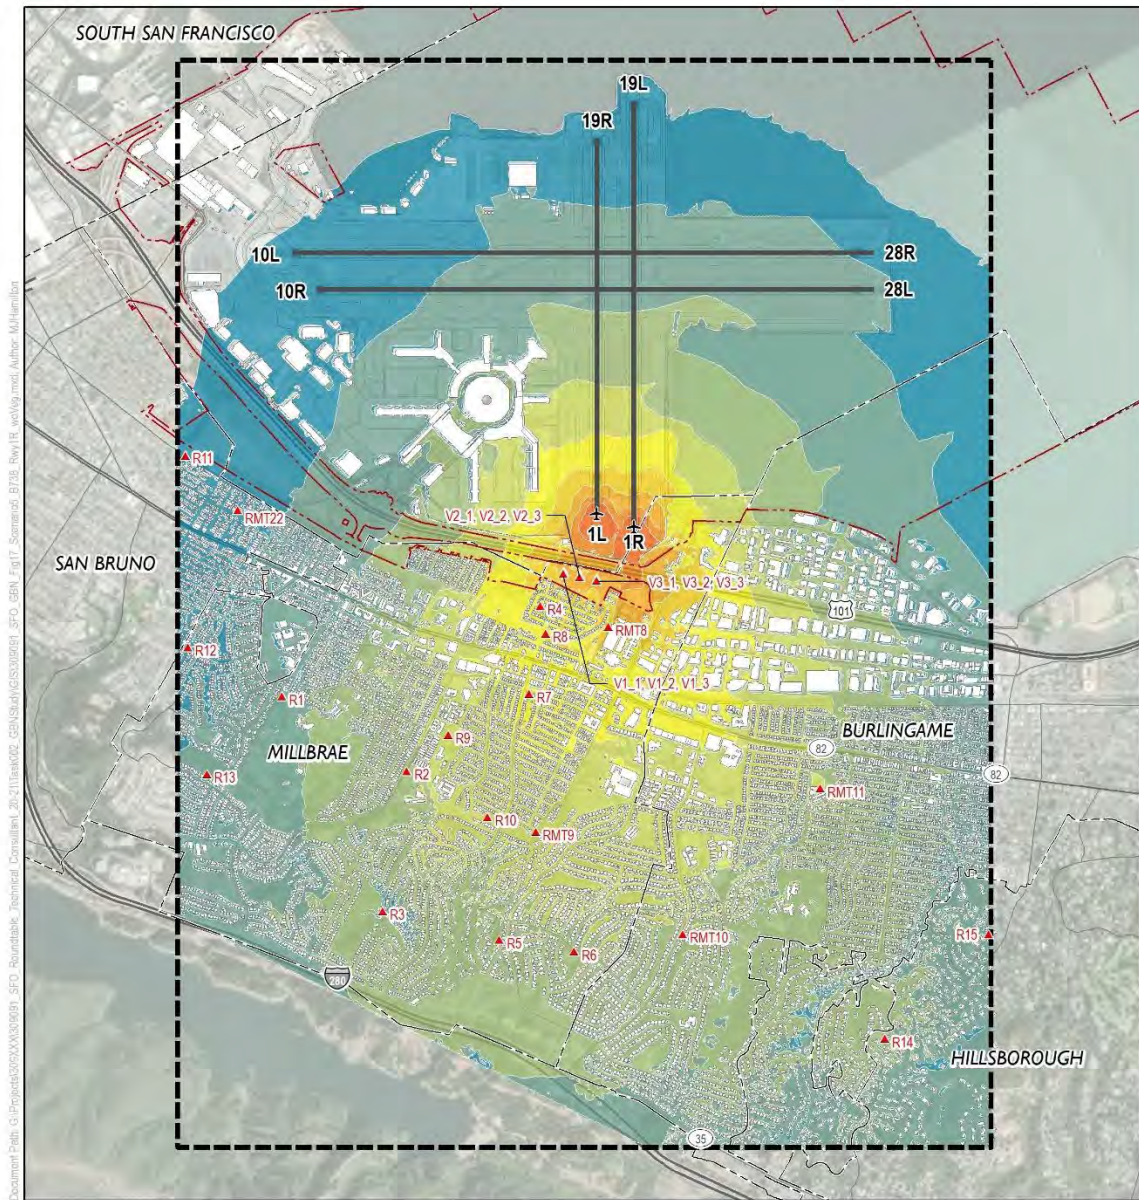 SOUTH SAN FRANCISCO
19L
19R
10L
28R
10R
28L
R11
V2_1, V2_2, V2_3
1L
1R
RMT22
SAN BRUNO
V3_1, V3_2, V3_3
101
R4
RMT8
R8
R12
V1_1, V1_2, V1_3
R1
R7
BURLINGAME
R9
82
MILLBRAE
R2
R13
82
RMT11
R10
RMT9
R3
RMT10
R15
R5
R6
280
R14
HILLSBOROUGH
35